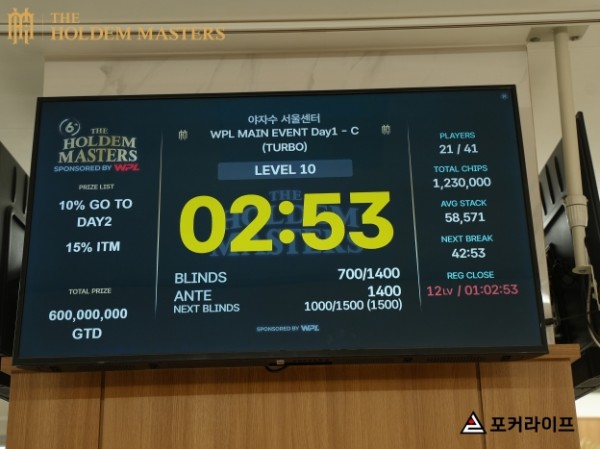 THE
HOLDEM MASTERS
6
THE
HOLDEM
MASTERS
SPONSORED BY WPL
PRIZE LIST
10% GO TO
DAY2
15% ITM
TOTAL PRIZE
600,000,000
GTD
야자수 서울센터
WPL MAIN EVENT Day1 - C
(TURBO)
LEVEL 10
THE
HOLDEM
MASTERS
02:53
BLINDS 700/1400
ANTE 1400
NEXT BLINDS 1000/1500 (1500)
SPONSORED BY WPL
PLAYERS
21 / 41
TOTAL CHIPS
1,230,000
AVG STACK
58,571
NEXT BREAK
42:53
REG CLOSE
12LV / 01:02:53
포커라이프